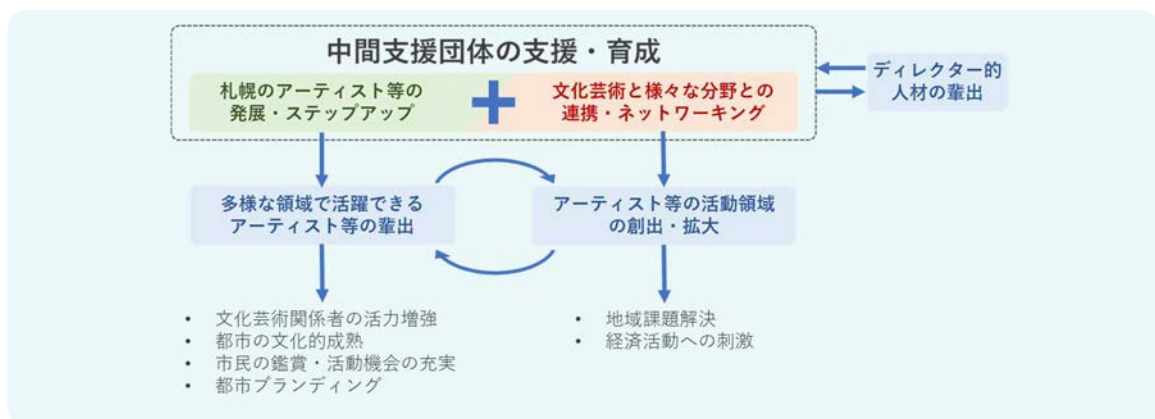 中間支援団体の支援・育成
札幌のアーティスト等の
発展・ステップアップ
文化芸術と様々な分野との
連携・ネットワーキング
ディレクター的
人材の輩出
多様な領域で活躍できる
アーティスト等の輩出
アーティスト等の活動領域
の創出・拡大
• 文化芸術関係者の活力増強
• 都市の文化的成熟
• 市民の鑑賞・活動機会の充実
• 都市ブランディング
• 地域課題解決
• 経済活動への刺激